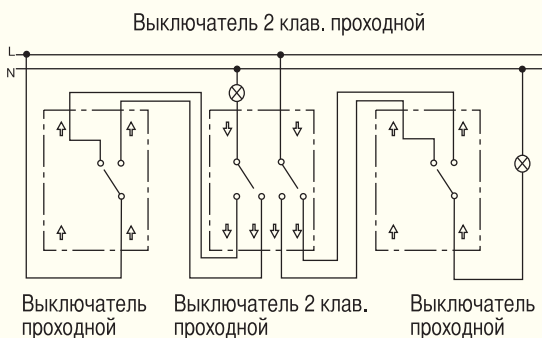 Выключатель 2 клав. проходной
L
N
Выключатель
проходной
Выключатель 2 клав.
проходной
Выключатель
проходной